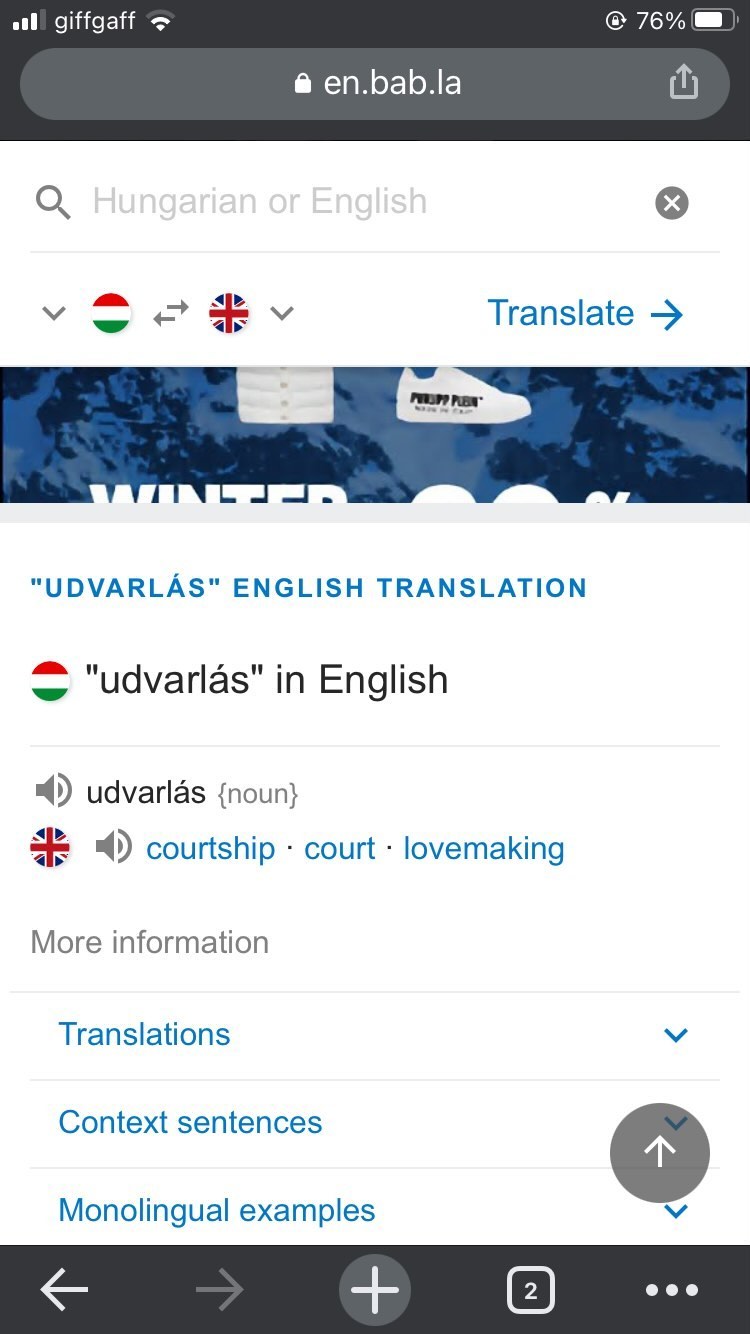 giffgaff 76%
en.bab.la
Hungarian or English
Translate
PHILIPP PLEIN
WINTER %
"UDVARLÁS" ENGLISH TRANSLATION
"udvarlás" in English
udvarlás {noun}
courtship · court · lovemaking
More information
Translations
Context sentences
Monolingual examples
2